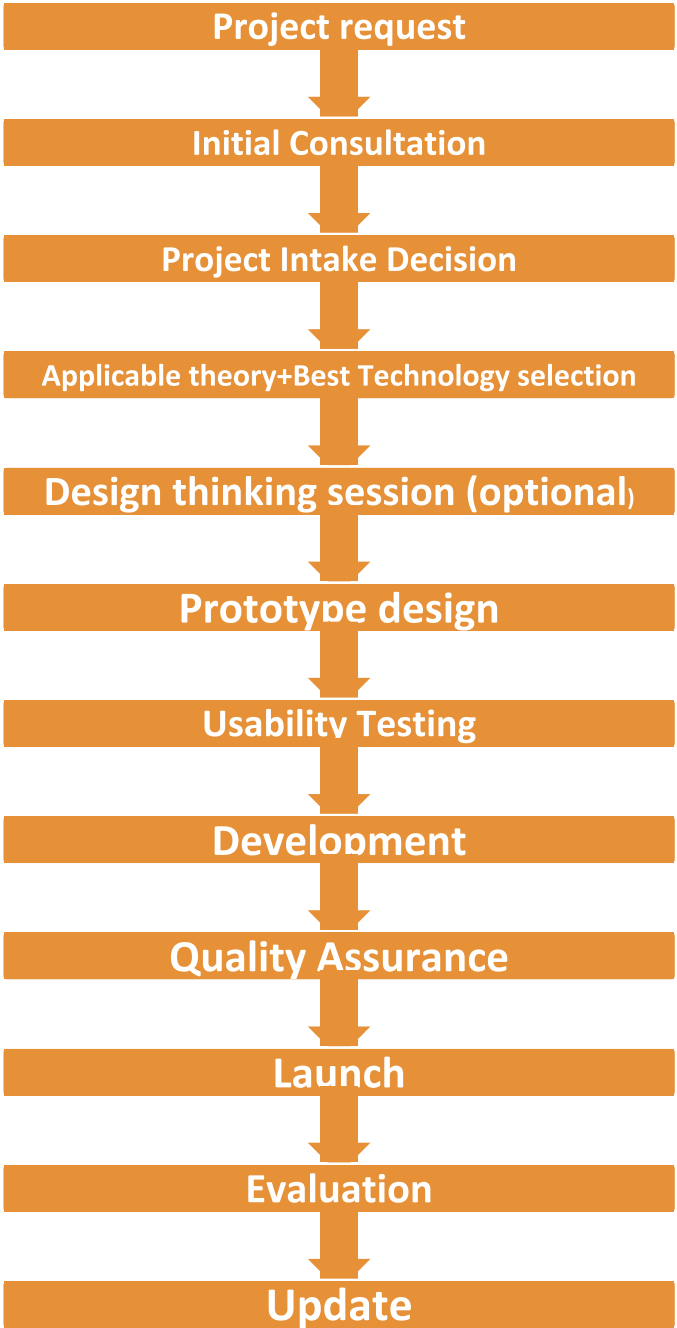 Project request
Initial Consultation
Project Intake Decision
Applicable theory+Best Technology selection
Design thinking session (optional)
Prototype design
Usability Testing
Development
Quality Assurance
Launch
Evaluation
Update